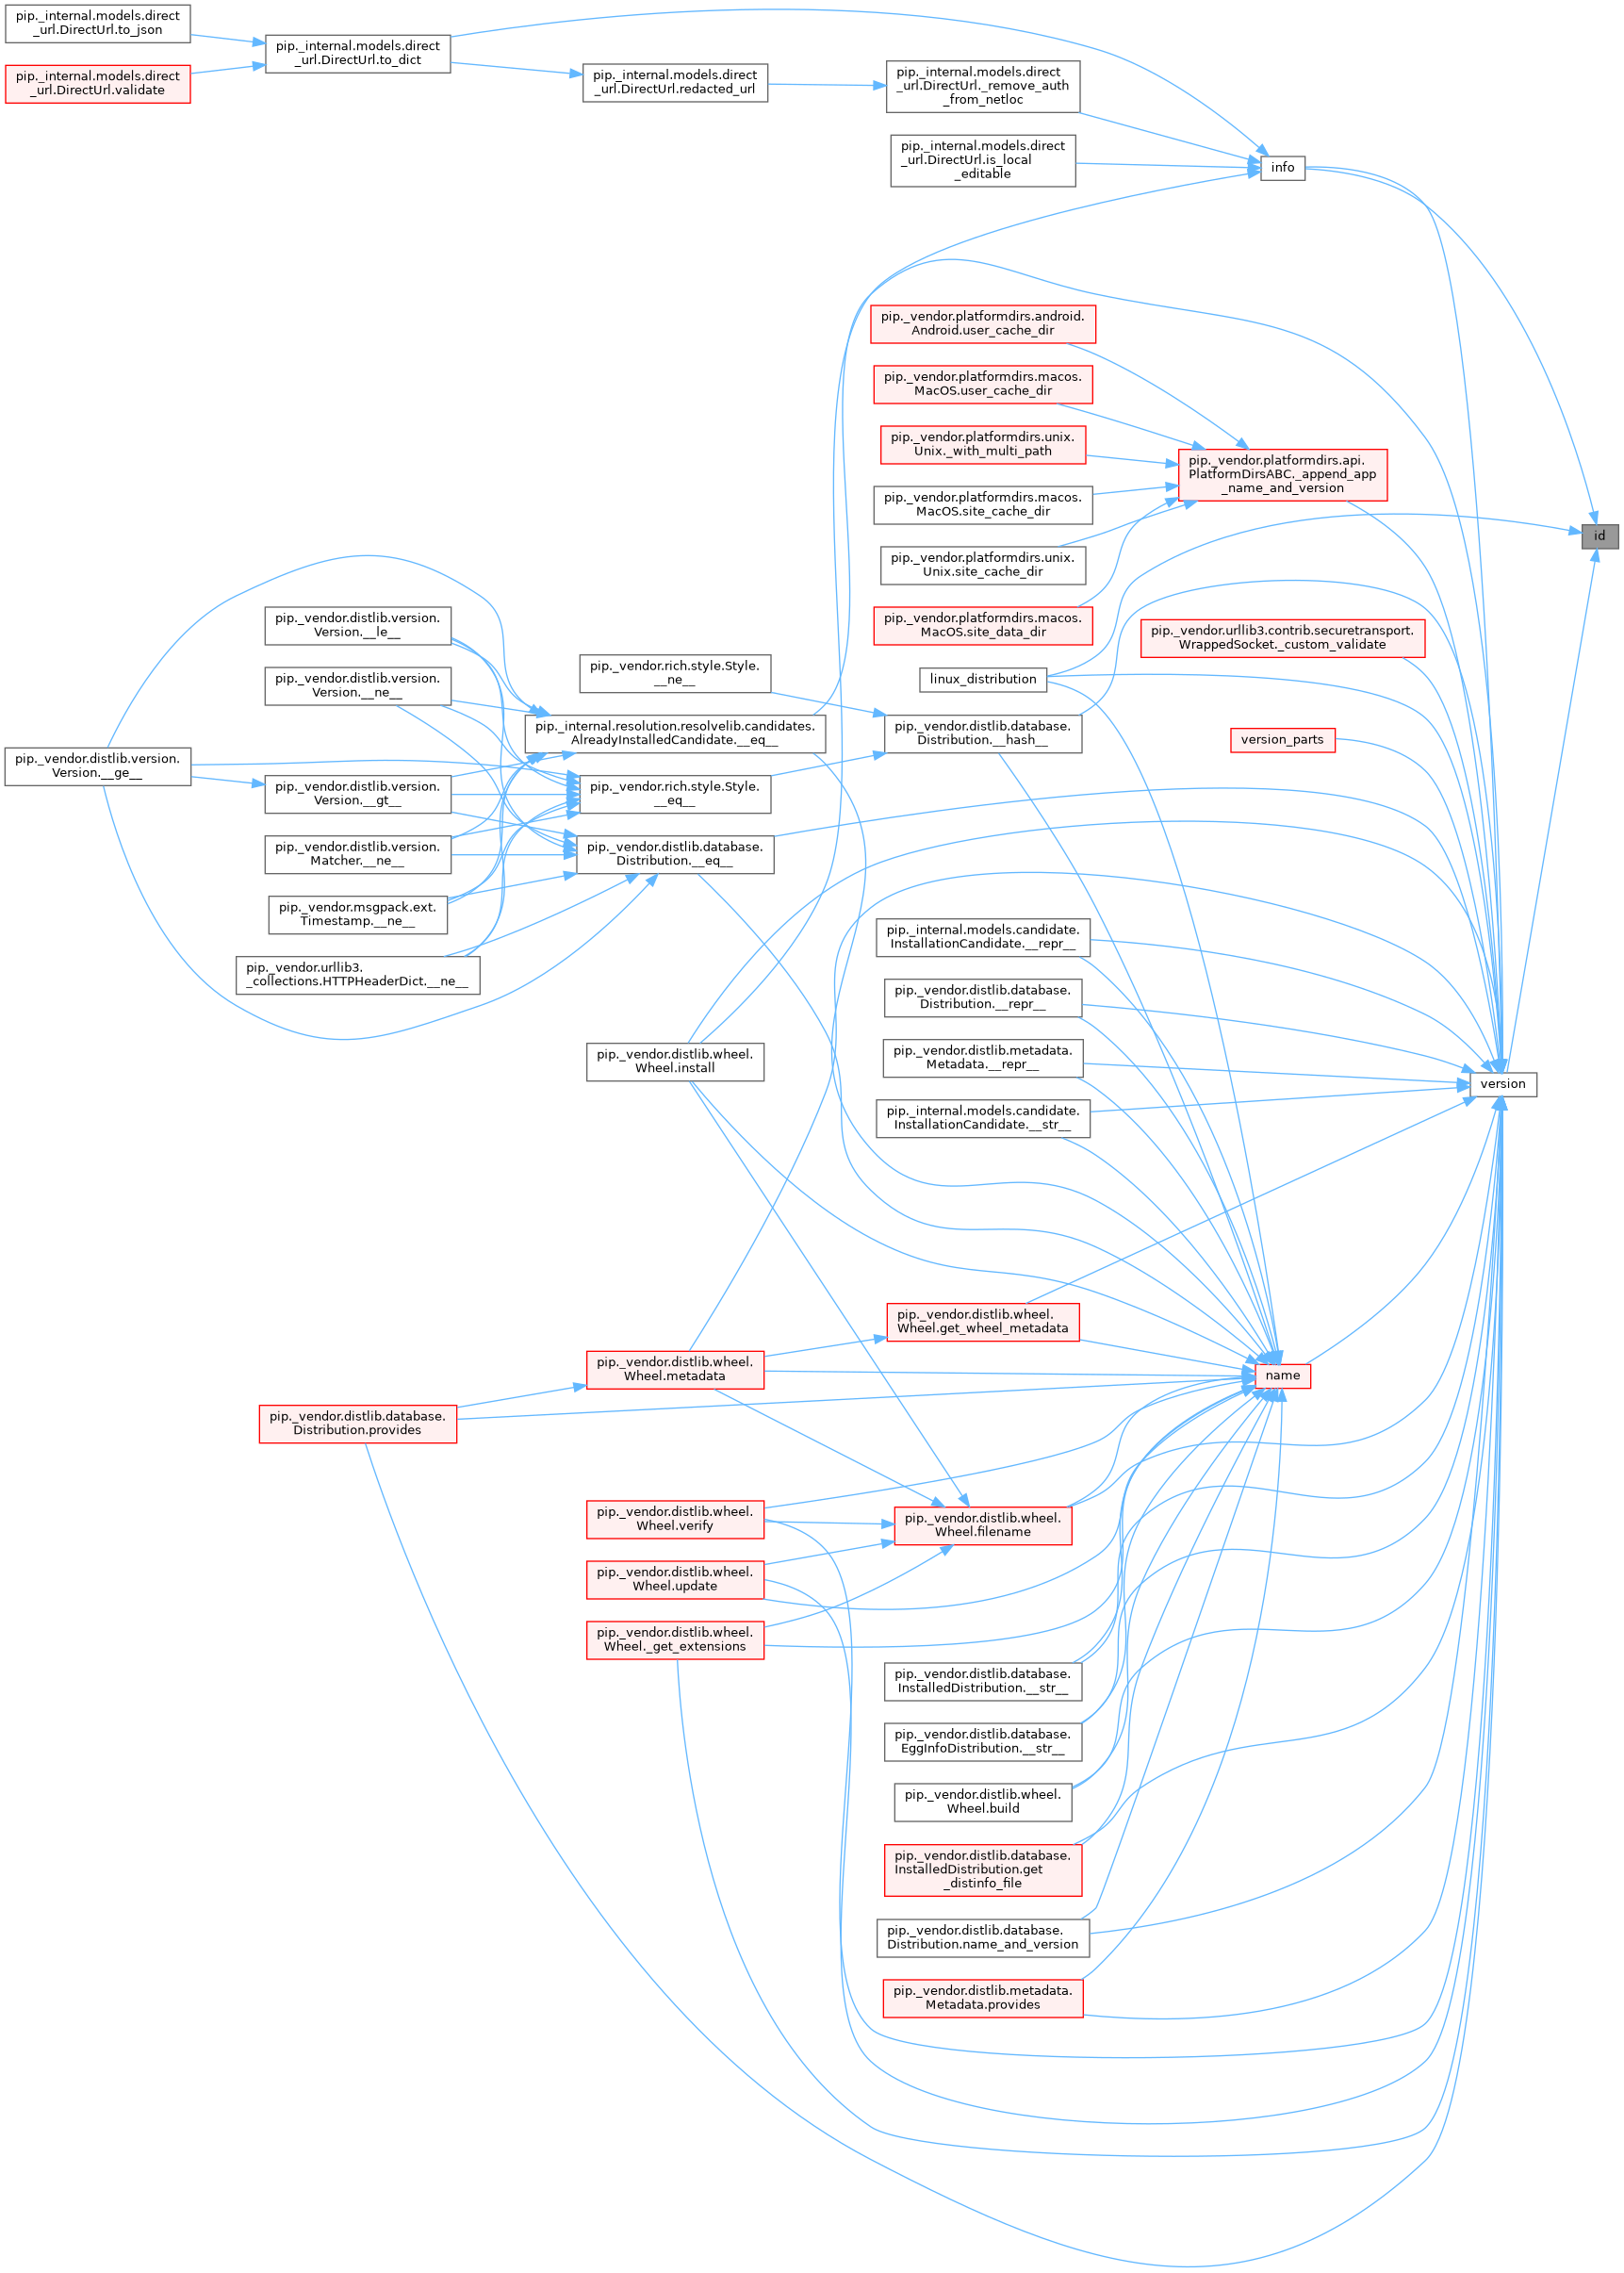 pip._internal.models.direct
_url.DirectUrl.to_json
pip._internal.models.direct
_url.DirectUrl.validate
pip._internal.models.direct
_url.DirectUrl.to_dict
pip._internal.models.direct
_url.DirectUrl.redacted_url
pip._internal.models.direct
_url.DirectUrl._remove_auth
_from_netloc
pip._internal.models.direct
_url.DirectUrl.is_local
_editable
info
pip._vendor.platformdirs.android.
Android.user_cache_dir
pip._vendor.platformdirs.macos.
MacOS.user_cache_dir
pip._vendor.platformdirs.unix.
Unix._with_multi_path
pip._vendor.platformdirs.macos.
MacOS.site_cache_dir
pip._vendor.platformdirs.unix.
Unix.site_cache_dir
pip._vendor.platformdirs.macos.
MacOS.site_data_dir
pip._vendor.platformdirs.api.
PlatformDirsABC._append_app
_name_and_version
id
pip._vendor.urllib3.contrib.securetransport.
WrappedSocket._custom_validate
linux_distribution
version_parts
pip._vendor.distlib.version.
Version.__le__
pip._vendor.distlib.version.
Version.__ne__
pip._vendor.distlib.version.
Version.__ge__
pip._vendor.distlib.version.
Version.__gt__
pip._vendor.distlib.version.
Matcher.__ne__
pip._vendor.msgpack.ext.
Timestamp.__ne__
pip._vendor.urllib3.
_collections.HTTPHeaderDict.__ne__
pip._vendor.rich.style.Style.
__ne__
pip._internal.resolution.resolvelib.candidates.
AlreadyInstalledCandidate.__eq__
pip._vendor.rich.style.Style.
__eq__
pip._vendor.distlib.database.
Distribution.__eq__
pip._vendor.distlib.database.
Distribution.__hash__
pip._internal.models.candidate.
InstallationCandidate.__repr__
pip._vendor.distlib.database.
Distribution.__repr__
pip._vendor.distlib.metadata.
Metadata.__repr__
pip._internal.models.candidate.
InstallationCandidate.__str__
pip._vendor.distlib.wheel.
Wheel.install
version
pip._vendor.distlib.wheel.
Wheel.get_wheel_metadata
pip._vendor.distlib.wheel.
Wheel.metadata
name
pip._vendor.distlib.database.
Distribution.provides
pip._vendor.distlib.wheel.
Wheel.verify
pip._vendor.distlib.wheel.
Wheel.filename
pip._vendor.distlib.wheel.
Wheel.update
pip._vendor.distlib.wheel.
Wheel._get_extensions
pip._vendor.distlib.database.
InstalledDistribution.__str__
pip._vendor.distlib.database.
EggInfoDistribution.__str__
pip._vendor.distlib.wheel.
Wheel.build
pip._vendor.distlib.database.
InstalledDistribution.get
_distinfo_file
pip._vendor.distlib.database.
Distribution.name_and_version
pip._vendor.distlib.metadata.
Metadata.provides